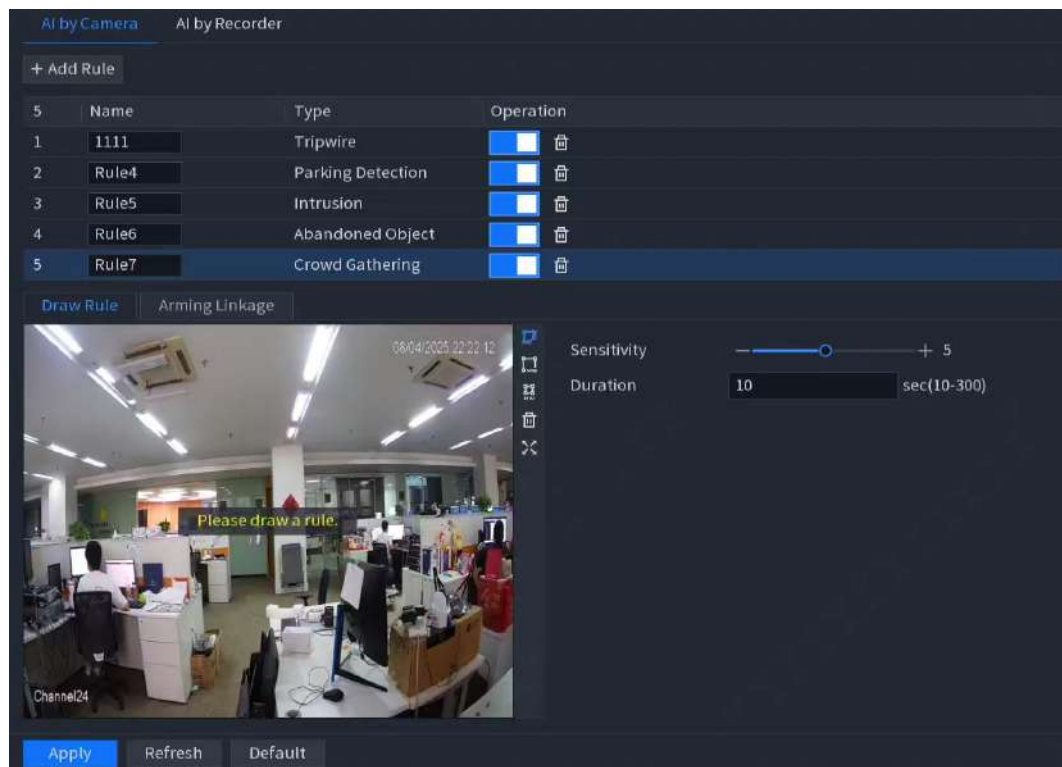 AI by Camera AI by Recorder
+ Add Rule
5 Name Type Operation
1 1111 Tripwire
2 Rule4 Parking Detection
3 Rule5 Intrusion
4 Rule6 Abandoned Object
5 Rule7 Crowd Gathering
Draw Rule Arming Linkage
08/04/2025 22:22:12
Sensitivity 5
Duration 10 sec(10-300)
Please draw a rule.
Channel24
Apply Refresh Default